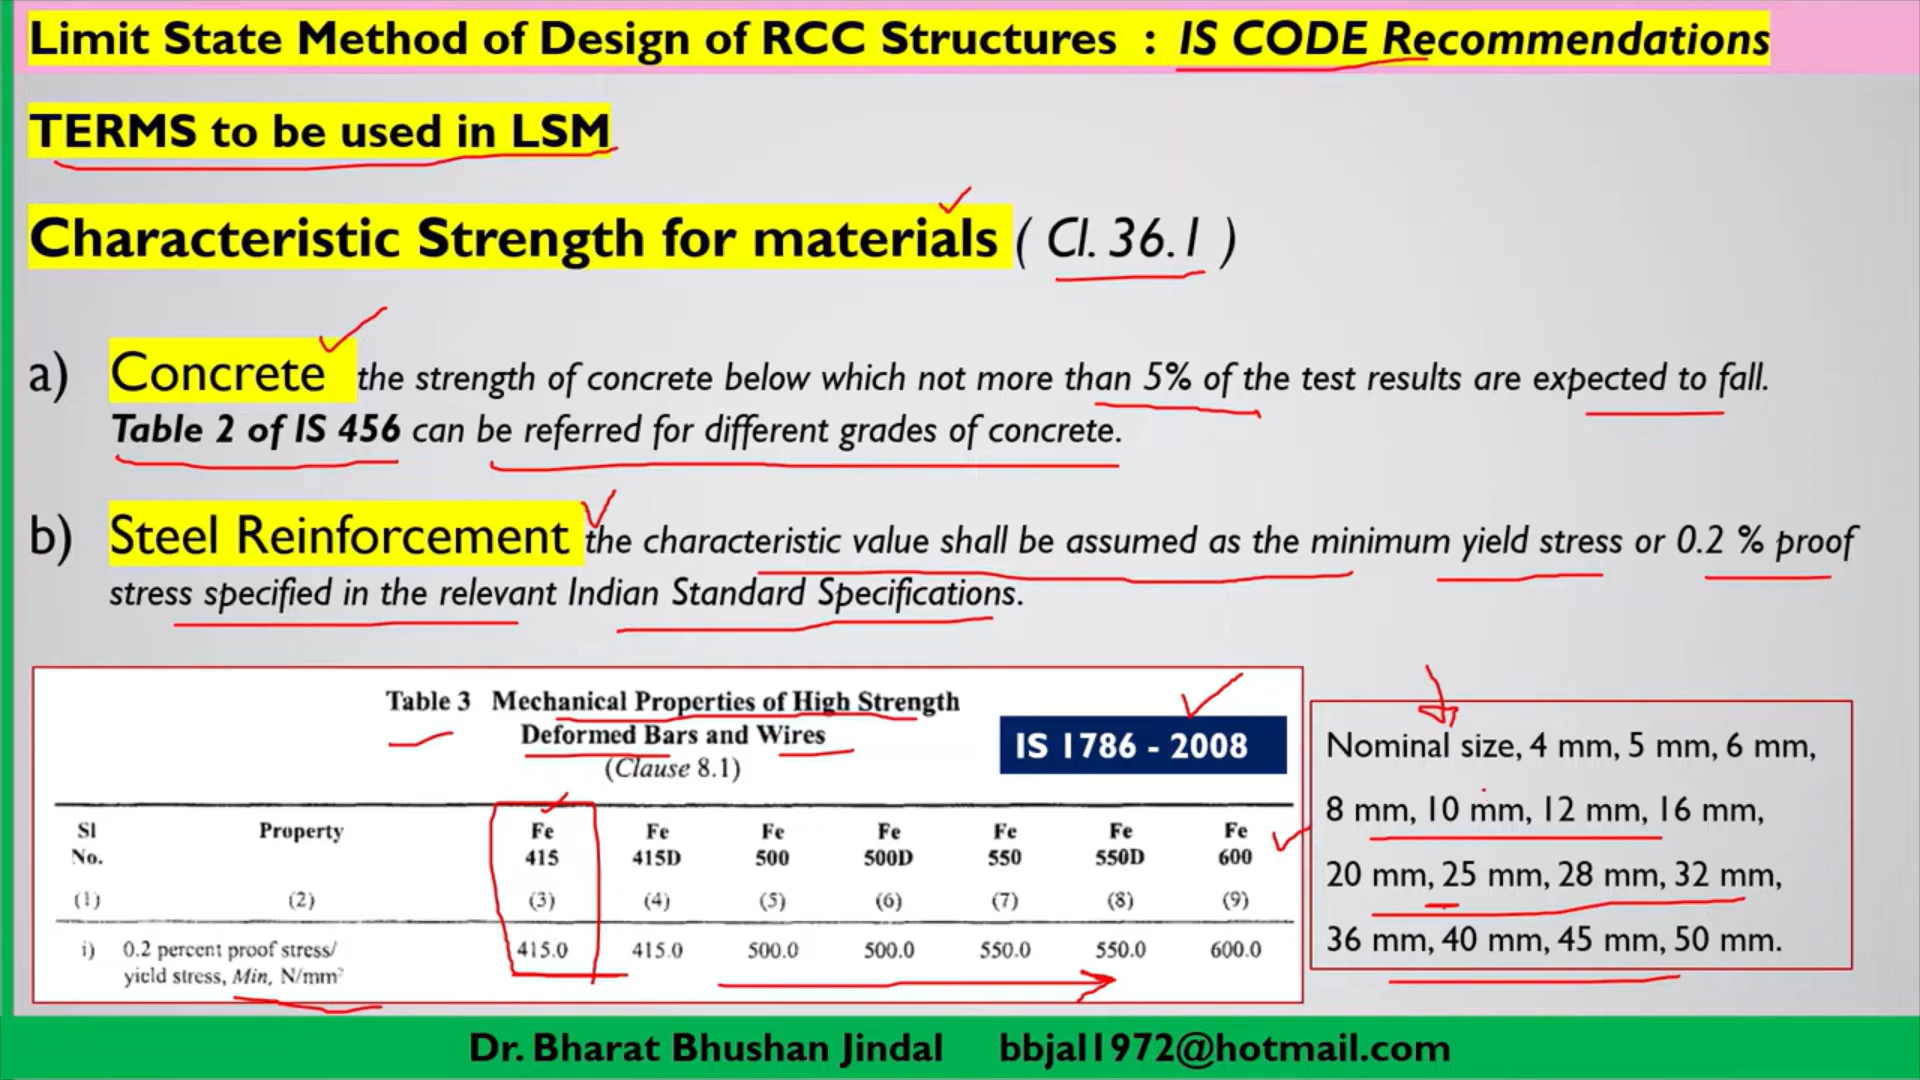 Limit State Method of Design of RCC Structures : IS CODE Recommendations
TERMS to be used in LSM
Characteristic Strength for materials ( Cl. 36.1 )
a) Concrete the strength of concrete below which not more than 5% of the test results are expected to fall.
Table 2 of IS 456 can be referred for different grades of concrete.
b) Steel Reinforcement the characteristic value shall be assumed as the minimum yield stress or 0.2 % proof
stress specified in the relevant Indian Standard Specifications.
Table 3 Mechanical Properties of High Strength
Deformed Bars and Wires
(Clause 8.1)
IS 1786 - 2008
Sl Property Fe Fe Fe Fe Fe Fe Fe
No. 415 415D 500 500D 550 550D 600
(1) (2) (3) (4) (5) (6) (7) (8) (9)
i) 0.2 percent proof stress/ 415.0 415.0 500.0 500.0 550.0 550.0 600.0
yield stress, Min, N/mm²
Nominal size, 4 mm, 5 mm, 6 mm,
8 mm, 10 mm, 12 mm, 16 mm,
20 mm, 25 mm, 28 mm, 32 mm,
36 mm, 40 mm, 45 mm, 50 mm.
Dr. Bharat Bhushan Jindal bbjal1972@hotmail.com